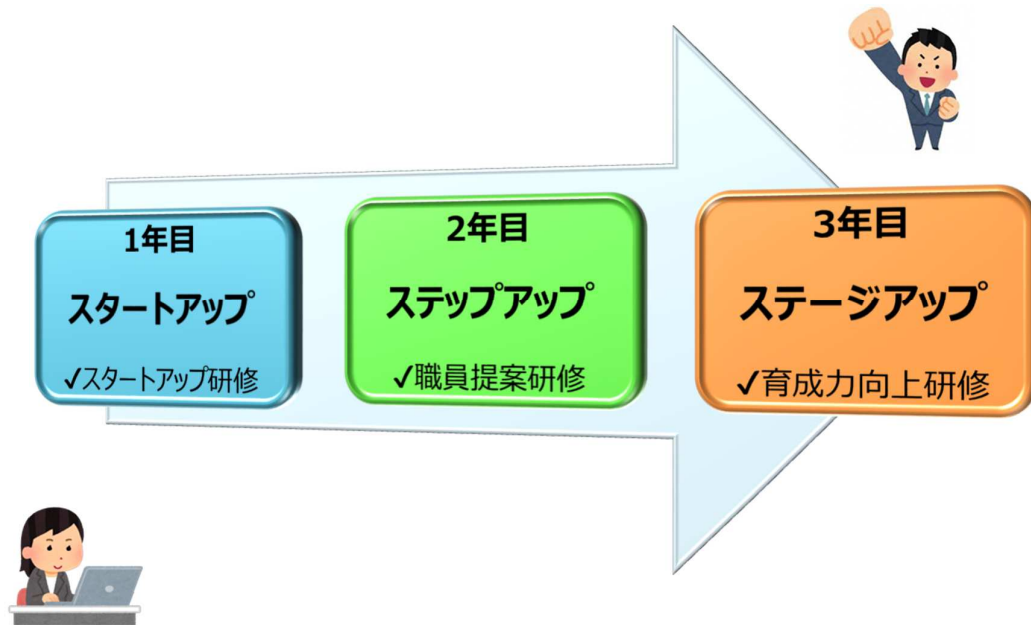 1年目
スタートアップ
✓スタートアップ研修
2年目
ステップアップ
✓職員提案研修
3年目
ステージアップ
✓育成力向上研修